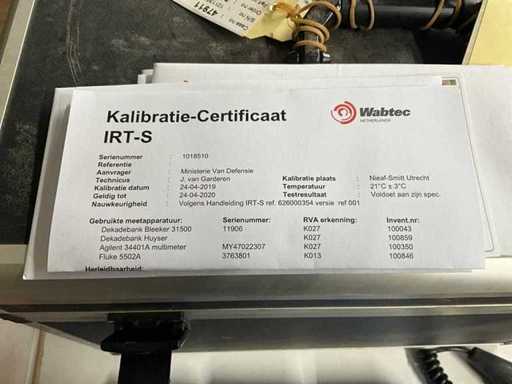 47911
Kalibratie-Certificaat
IRT-S
Wabtec
NETHERLANDS
Serienummer : 1018510
Referentie :
Aanvrager : Ministerie Van Defensie
Technicus : J. van Garderen
Kalibratie datum : 24-04-2019
Geldig tot : 24-04-2020
Nauwkeurigheid : Volgens Handleiding IRT-S ref. 626000354 versie ref 001
Kalibratie plaats : Nieaf-Smitt Utrecht
Temperatuur : 21°C ± 3°C
Testresultaat : Voldoet aan zijn spec.
Gebruikte meetapparatuur: Serienummer: RVA erkenning: Invent.nr:
Dekadebank Bleeker 31500 11906 K027 100043
Dekadebank Huyser K027 100859
Agilent 34401A multimeter MY47022307 K027 100350
Fluke 5502A 3763801 K013 100846
Herleidbaarheid: